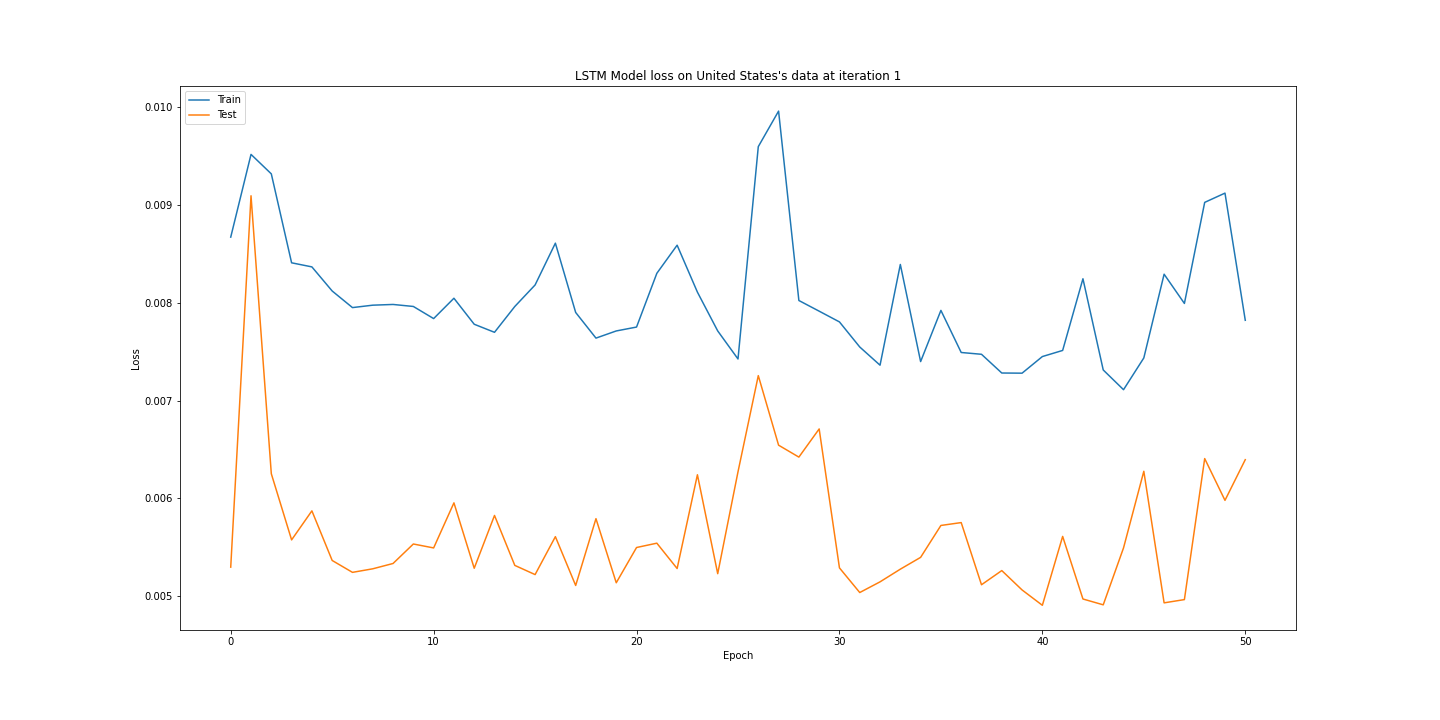 LSTM Model loss on United States's data at iteration 1
Train
Test
0.010
0.009
0.008
0.007
0.006
0.005
Loss
0 10 20 30 40 50
Epoch